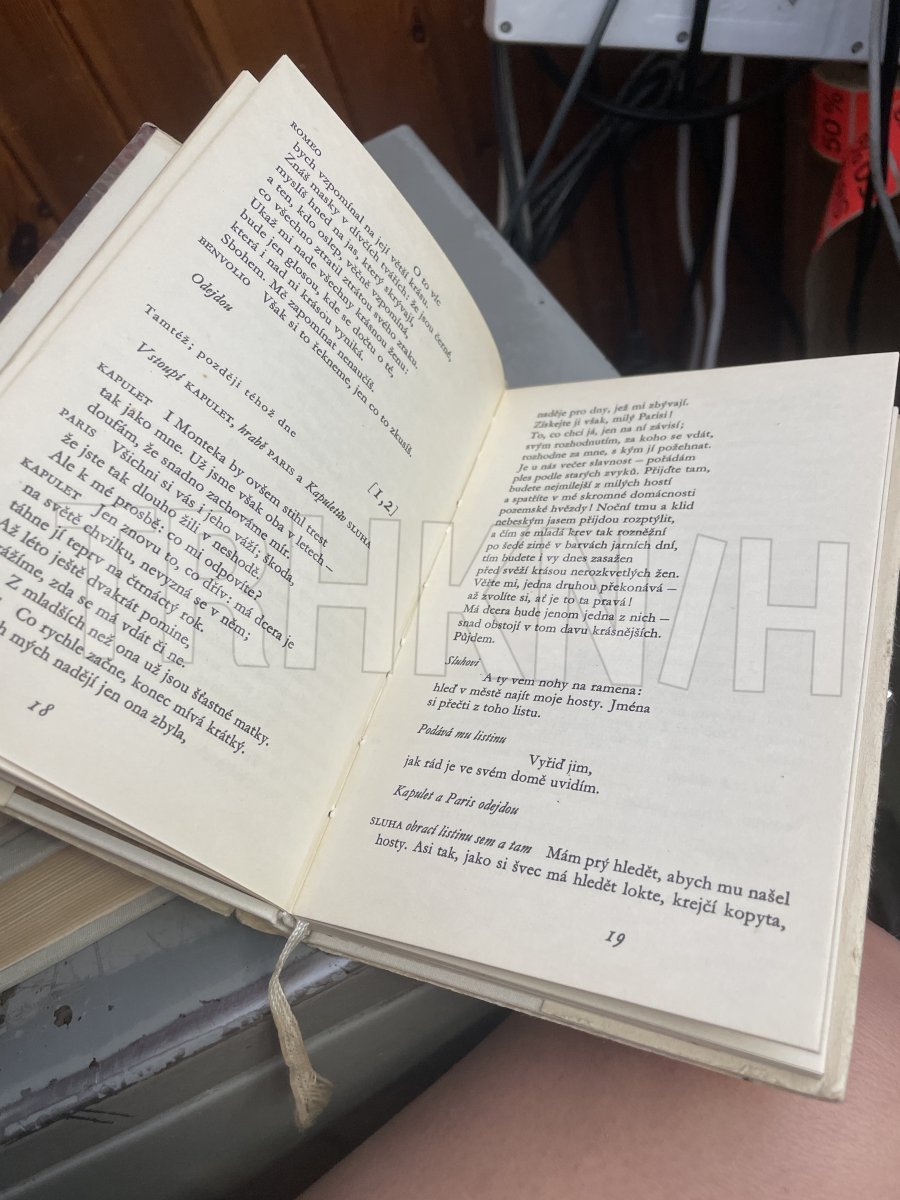 ROMEO O to víc
bych vzpomínal na její větší krásu.
Znáš masky v dívčích tvářích: že jsou černé,
myslíš hned na jas, který skrývají,
a ten, kdo oslep, věčně vzpomíná,
co všechno ztratil ztrátou svého zraku.
Ukaž mi nade všechny krásnou ženu:
bude jen glosou, kde se dočtu o té,
která i nad ni krásou vyniká.
Sbohem. Mě zapomínat nenaučíš.
BENVOLIO Však si to řekneme, jen co to zkusíš.
Odejdou
[1,2]
Tamtéž; později téhož dne
Vstoupí KAPULET, hrabě PARIS a Kapuletův SLUHA
KAPULET I Monteka by ovšem stihl trest
tak jako mne. Už jsme však oba v letech —
doufám, že snadno zachováme mír.
PARIS Všichni si vás i jeho váží; škoda,
že jste tak dlouho žili v neshodě.
Ale k mé prosbě: co mi odpovíte?
KAPULET Jen znovu to, co dřív: má dcera je
na světě chvilku, nevyzná se v něm;
táhne jí teprv na čtrnáctý rok.
Až léto ještě dvakrát pomine,
zda se má vdát či ne.
Z mladších než ona už jsou šťastné matky.
Co rychle začne, konec mívá krátký.
mých nadějí jen ona zbyla,
18
naděje pro dny, jež mi zbývají.
Získejte ji však, milý Parisi!
To, co chci já, jen na ní závisí;
svým rozhodnutím, za koho se vdát,
rozhodne za mne, s kým jí požehnat.
Je u nás večer slavnost — pořádám
ples podle starých zvyků. Přijďte tam,
budete nejmilejší z milých hostí
a spatříte v mé skromné domácnosti
pozemské hvězdy! Noční tmu a klid
nebeským jasem přijdou rozptýlit,
a čím se mladá krev tak rozněžní
po šedé zimě v barvách jarních dní,
tím budete i vy dnes zasažen
před svěží krásou nerozkvetlých žen.
Věřte mi, jedna druhou překonává —
až zvolíte si, ať je to ta pravá!
Má dcera bude jenom jedna z nich —
snad obstojí v tom davu krásnějších.
Půjdem.
Sluhovi
A ty vem nohy na ramena:
hleď v městě najít moje hosty. Jména
si přečti z toho listu.
Podává mu listinu
Vyřiď jim,
jak rád je ve svém domě uvidím.
Kapulet a Paris odejdou
SLUHA obrací listinu sem a tam Mám prý hledět, abych mu našel
hosty. Asi tak, jako si švec má hledět lokte, krejčí kopyta,
19
50%